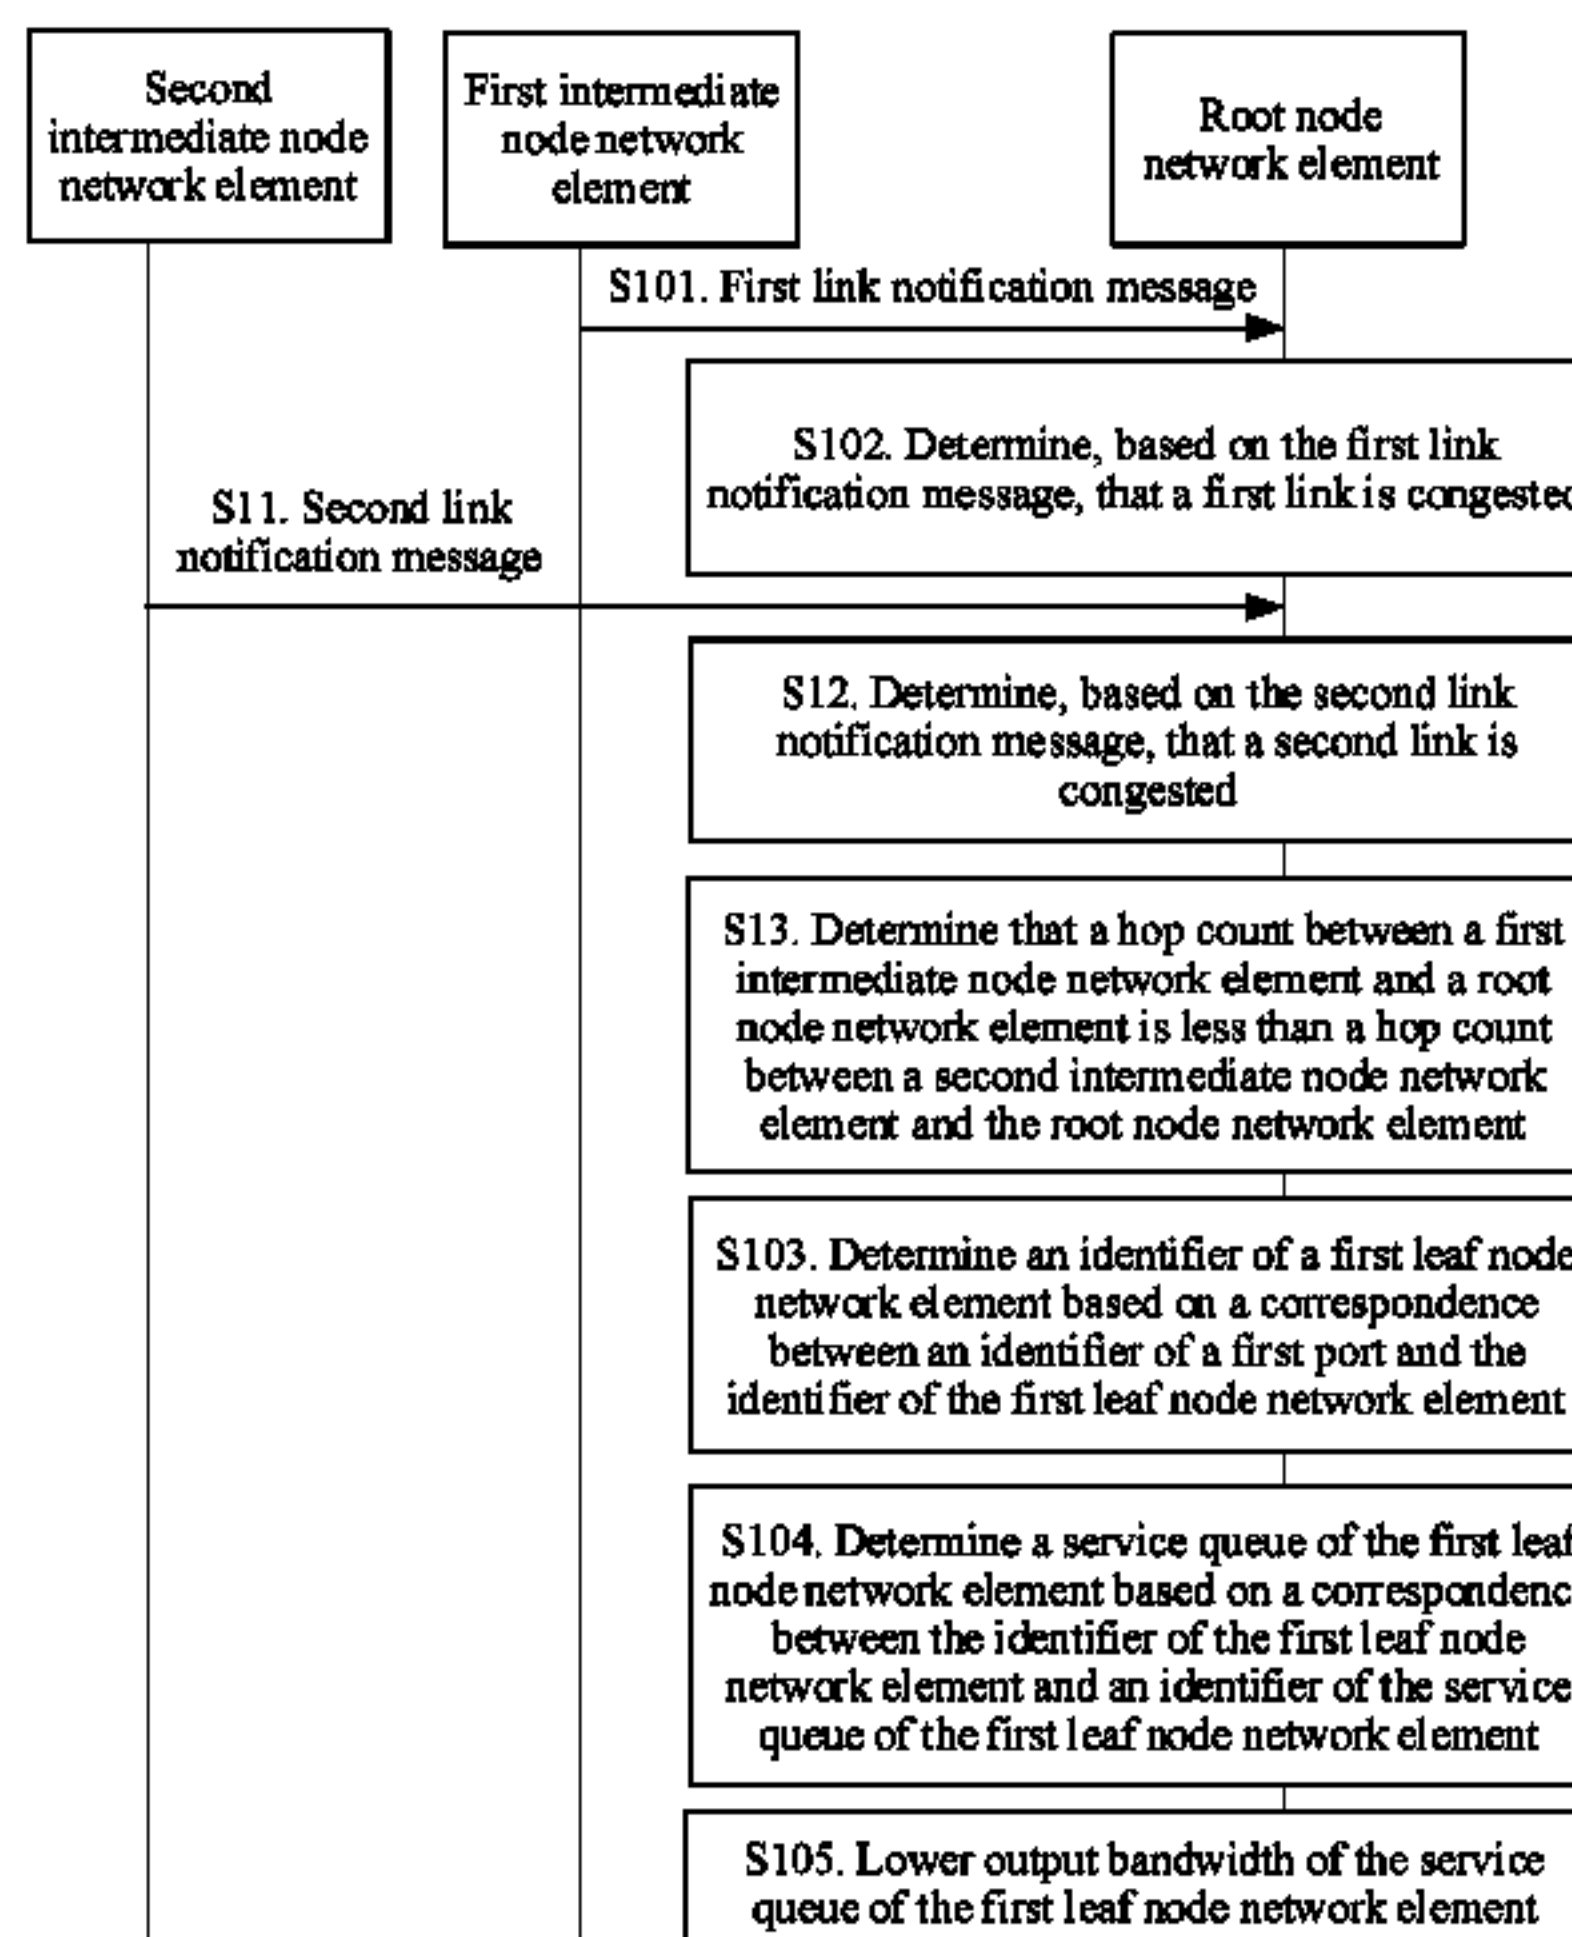 Second
intermediate node
network element
First intermediate
node network
element
Root node
network element
S101. First link notification message
S102. Determine, based on the first link
notification message, that a first link is congested
S11. Second link
notification message
S12. Determine, based on the second link
notification message, that a second link is
congested
S13. Determine that a hop count between a first
intermediate node network element and a root
node network element is less than a hop count
between a second intermediate node network
element and the root node network element
S103. Determine an identifier of a first leaf node
network element based on a correspondence
between an identifier of a first port and the
identifier of the first leaf node network element
S104. Determine a service queue of the first leaf
node network element based on a correspondenc
between the identifier of the first leaf node
network element and an identifier of the service
queue of the first leaf node network element
S105. Lower output bandwidth of the service
queue of the first leaf node network element